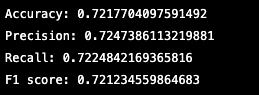 Accuracy: 0.7217704097591492
Precision: 0.7247386113219881
Recall: 0.7224842169365816
F1 score: 0.721234559864683